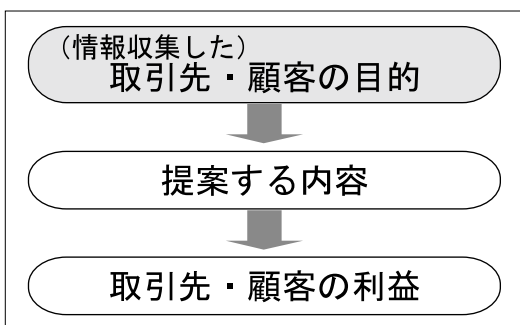 （情報収集した）
取引先・顧客の目的
提案する内容
取引先・顧客の利益